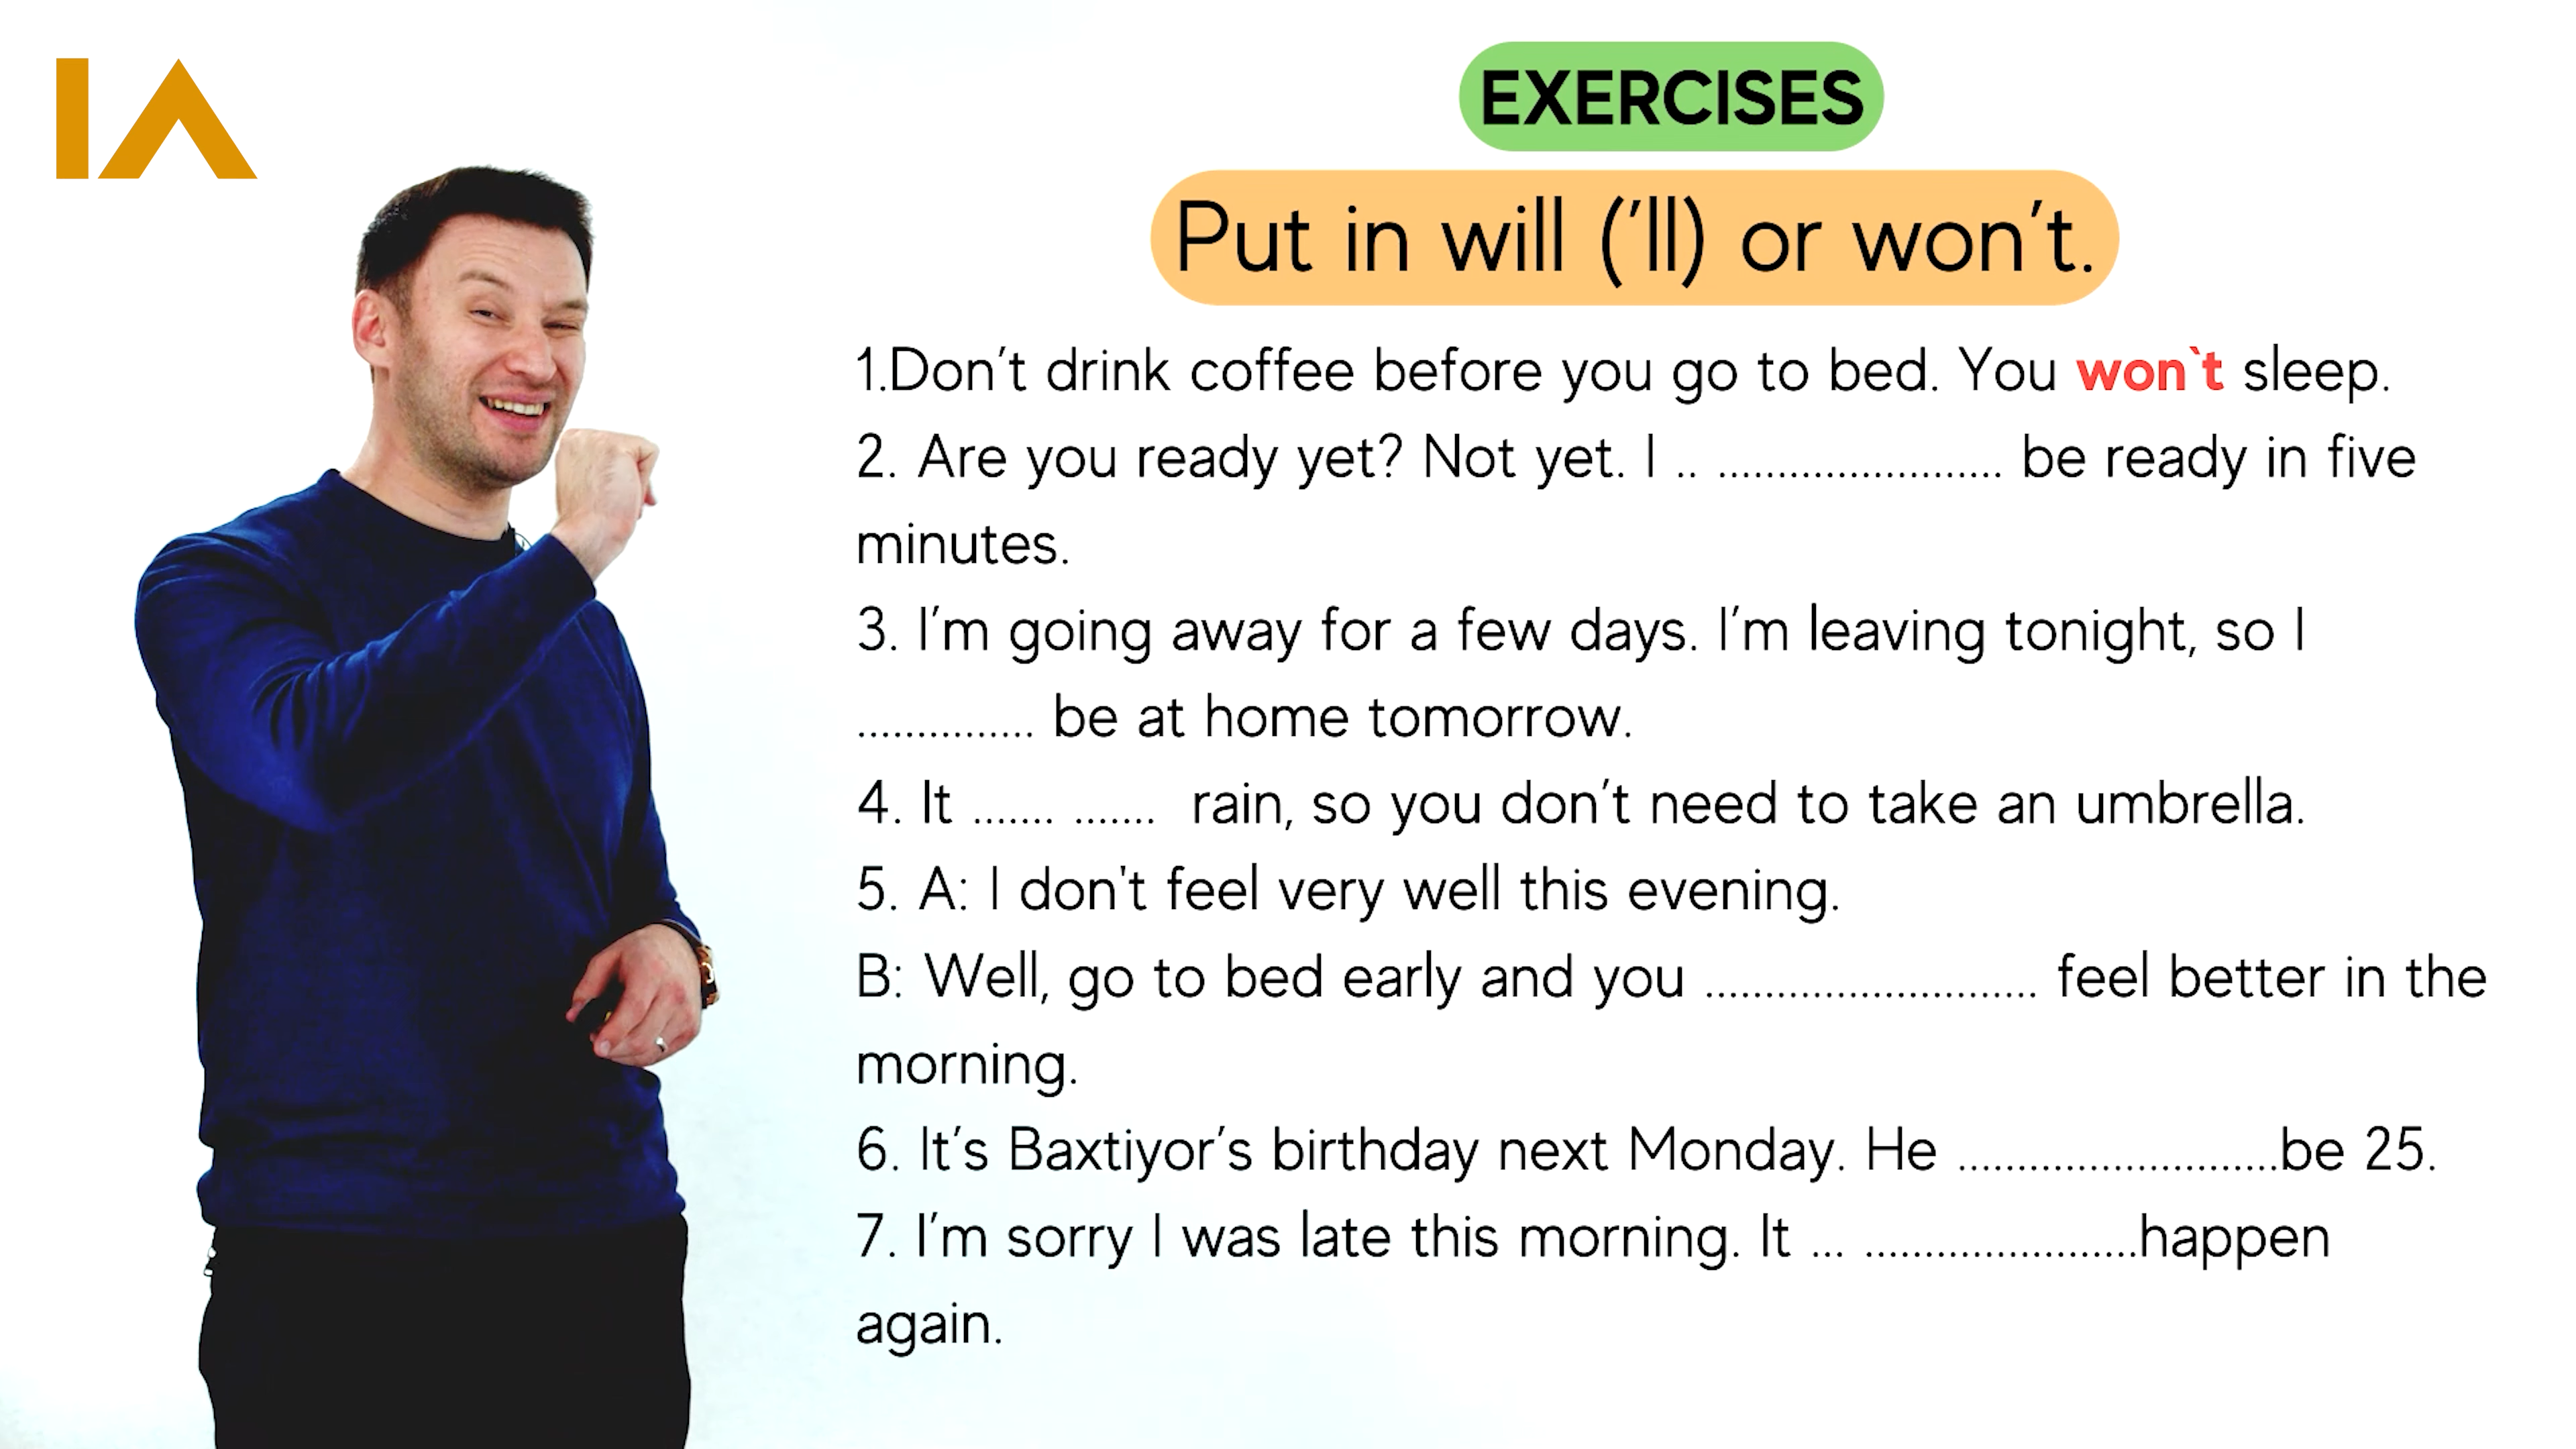 IA
EXERCISES
Put in will (’ll) or won’t.
1.Don’t drink coffee before you go to bed. You won`t sleep.
2. Are you ready yet? Not yet. I .. ........................ be ready in five
minutes.
3. I’m going away for a few days. I’m leaving tonight, so I
............... be at home tomorrow.
4. It ....... ....... rain, so you don’t need to take an umbrella.
5. A: I don't feel very well this evening.
B: Well, go to bed early and you ............................ feel better in the
morning.
6. It’s Baxtiyor’s birthday next Monday. He ...........................be 25.
7. I’m sorry I was late this morning. It ... .......................happen
again.